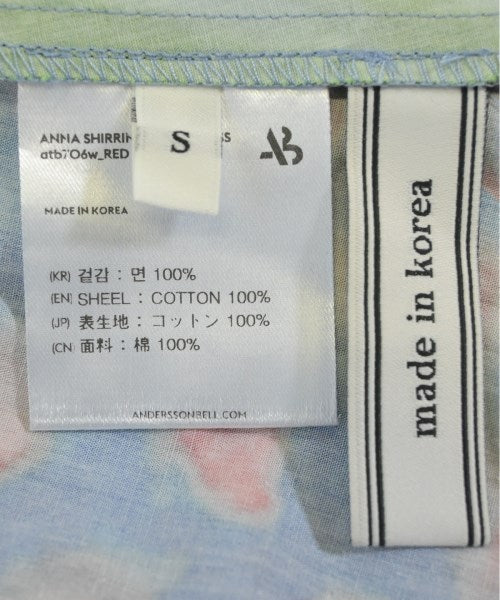 ANNA SHIRRIN
SS
atb706w_RED
S
MADE IN KOREA
(KR) 겉감 : 면 100%
(EN) SHEEL : COTTON 100%
(JP) 表生地 : コットン 100%
(CN) 面料 : 棉 100%
ANDERSSONBELL.COM
made in korea